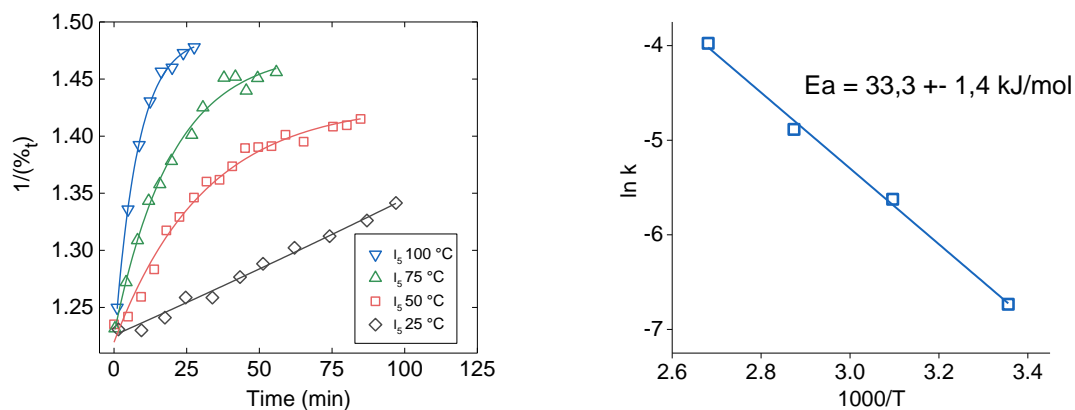 1.50
1.45
1.40
1.35
1.30
1.25
1/(%t)
0
25
50
75
100
125
Time (min)
I5 100 °C
I5 75 °C
I5 50 °C
I5 25 °C
-4
-5
-6
-7
ln k
Ea = 33,3 +- 1,4 kJ/mol
2.6
2.8
3.0
3.2
3.4
1000/T